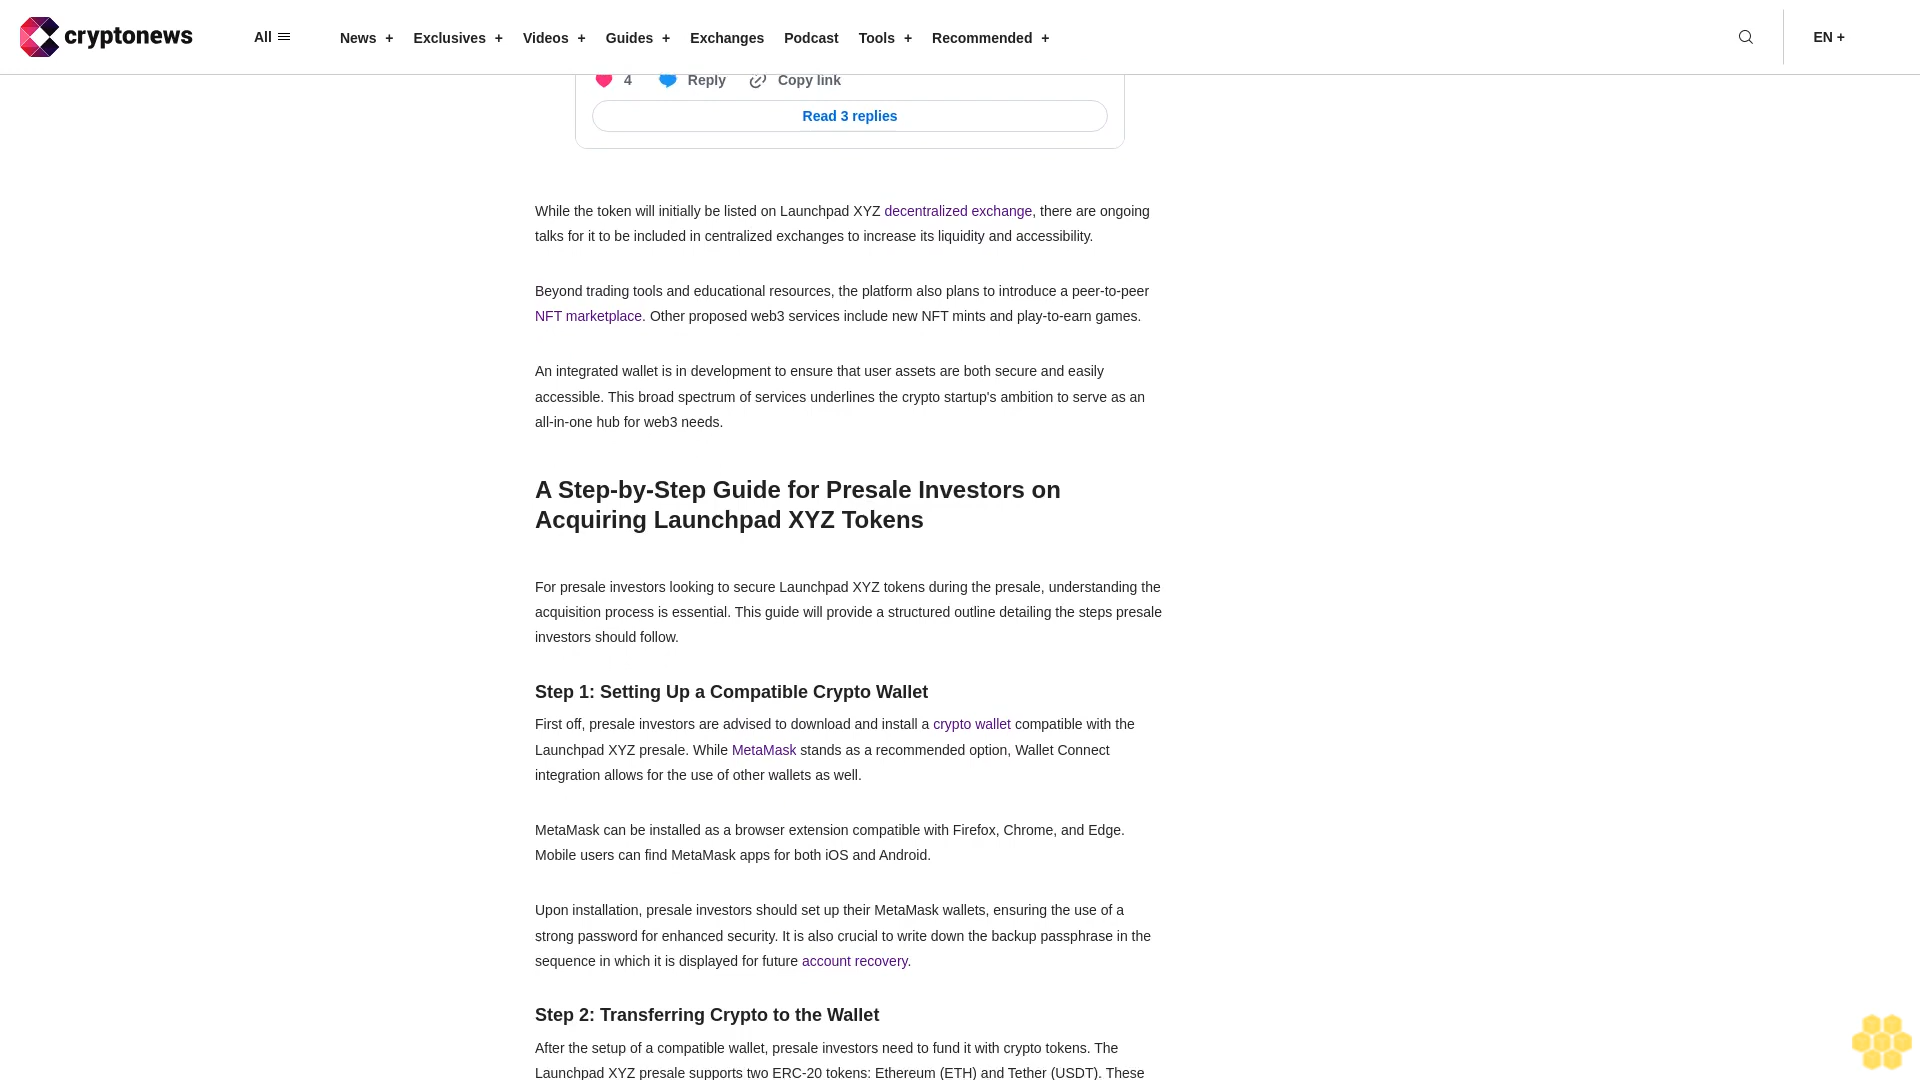 cryptonews
All
News +
Exclusives +
Videos +
Guides +
Exchanges
Podcast
Tools +
Recommended +
EN +
4
Reply
Copy link
Read 3 replies
While the token will initially be listed on Launchpad XYZ decentralized exchange, there are ongoing
talks for it to be included in centralized exchanges to increase its liquidity and accessibility.
Beyond trading tools and educational resources, the platform also plans to introduce a peer-to-peer
NFT marketplace. Other proposed web3 services include new NFT mints and play-to-earn games.
An integrated wallet is in development to ensure that user assets are both secure and easily
accessible. This broad spectrum of services underlines the crypto startup's ambition to serve as an
all-in-one hub for web3 needs.
A Step-by-Step Guide for Presale Investors on
Acquiring Launchpad XYZ Tokens
For presale investors looking to secure Launchpad XYZ tokens during the presale, understanding the
acquisition process is essential. This guide will provide a structured outline detailing the steps presale
investors should follow.
Step 1: Setting Up a Compatible Crypto Wallet
First off, presale investors are advised to download and install a crypto wallet compatible with the
Launchpad XYZ presale. While MetaMask stands as a recommended option, Wallet Connect
integration allows for the use of other wallets as well.
MetaMask can be installed as a browser extension compatible with Firefox, Chrome, and Edge.
Mobile users can find MetaMask apps for both iOS and Android.
Upon installation, presale investors should set up their MetaMask wallets, ensuring the use of a
strong password for enhanced security. It is also crucial to write down the backup passphrase in the
sequence in which it is displayed for future account recovery.
Step 2: Transferring Crypto to the Wallet
After the setup of a compatible wallet, presale investors need to fund it with crypto tokens. The
Launchpad XYZ presale supports two ERC-20 tokens: Ethereum (ETH) and Tether (USDT). These